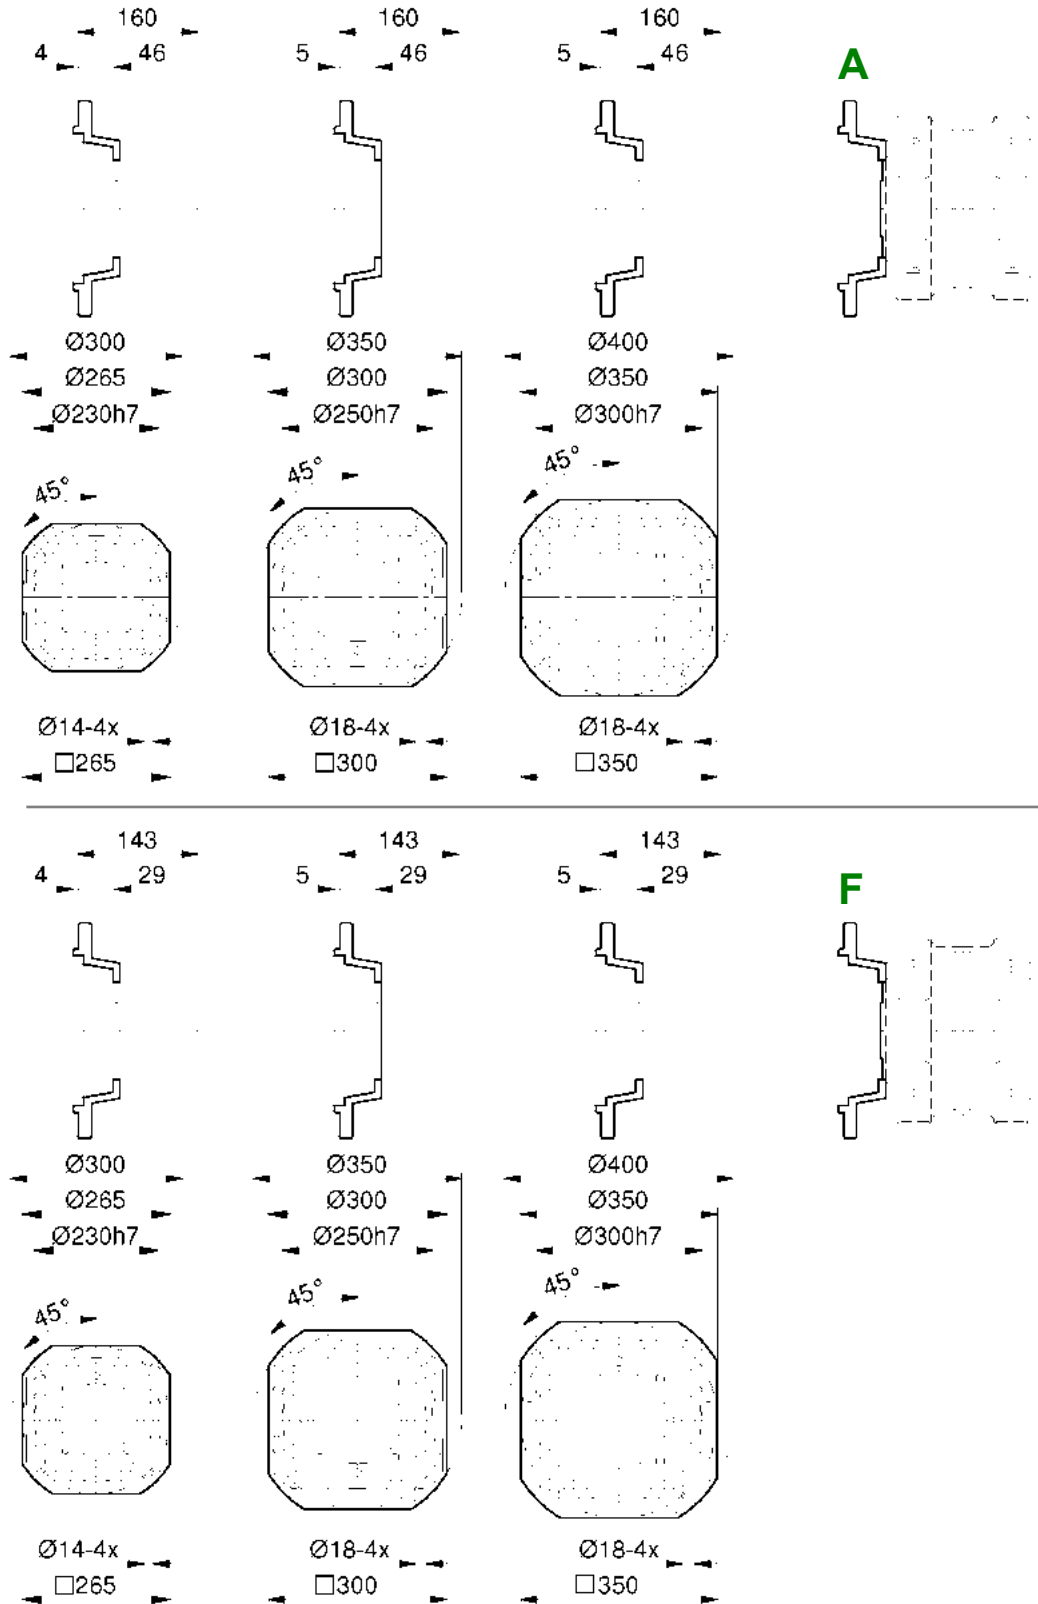 160 160 160
4 46 5 46 5 46 A
Ø300 Ø350 Ø400
Ø265 Ø300 Ø350
Ø230h7 Ø250h7 Ø300h7
45° 45° 45°
Ø14-4x Ø18-4x Ø18-4x
□265 □300 □350
143 143 143
4 29 5 29 5 29 F
Ø300 Ø350 Ø400
Ø265 Ø300 Ø350
Ø230h7 Ø250h7 Ø300h7
45° 45° 45°
Ø14-4x Ø18-4x Ø18-4x
□265 □300 □350